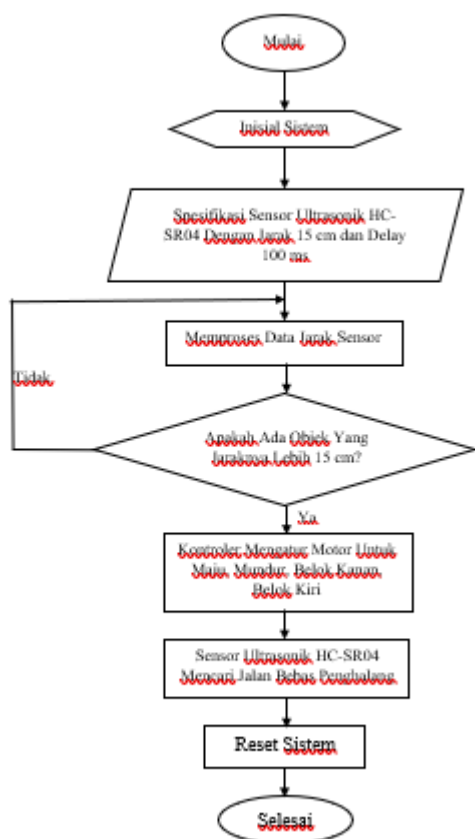 Mulai
Inisial Sistem
Spesifikasi Sensor Ultrasonik HC-
SR04 Dengan Jarak 15 cm dan Delay
100 ms
Memproses Data Jarak Sensor
Tidak
Apakah Ada Objek Yang
Jaraknya Lebih 15 cm?
Ya
Kontroler Mengatur Motor Untuk
Maju, Mundur, Belok Kanan,
Belok Kiri
Sensor Ultrasonik HC-SR04
Mencari Jalan Bebas Penghalang
Reset Sistem
Selesai